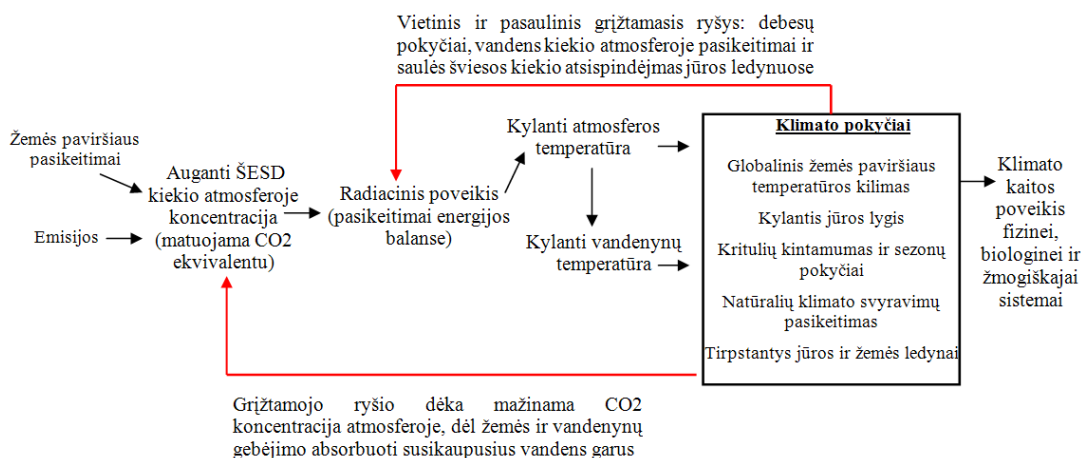 Vietinis ir pasaulinis grįžtamasis ryšys: debesų
pokyčiai, vandens kiekio atmosferoje pasikeitimai ir
saulės šviesos kiekio atsispindėjmas jūros ledynuose
Žemės paviršiaus
pasikeitimai
Emisijos
Auganti ŠESD
kiekio atmosferoje
koncentracija
(matuojama CO2
ekvivalentu)
Radiacinis poveikis
(pasikeitimai energijos
balanse)
Kylanti atmosferos
temperatūra
Kylanti vandenynų
temperatūra
Klimato pokyčiai
Globalinis žemės paviršiaus
temperatūros kilimas
Kylantis jūros lygis
Kritulių kintamumas ir sezonų
pokyčiai
Natūralių klimato svyravimų
pasikeitimas
Tirpstantys jūros ir žemės ledynai
Klimato
kaitos
poveikis
fizinei,
biologinei ir
žmogiškajai
sistemai
Grįžtamojo ryšio dėka mažinama CO2
koncentracija atmosferoje, dėl žemės ir vandenynų
gebėjimo absorbuoti susikaupusius vandens garus